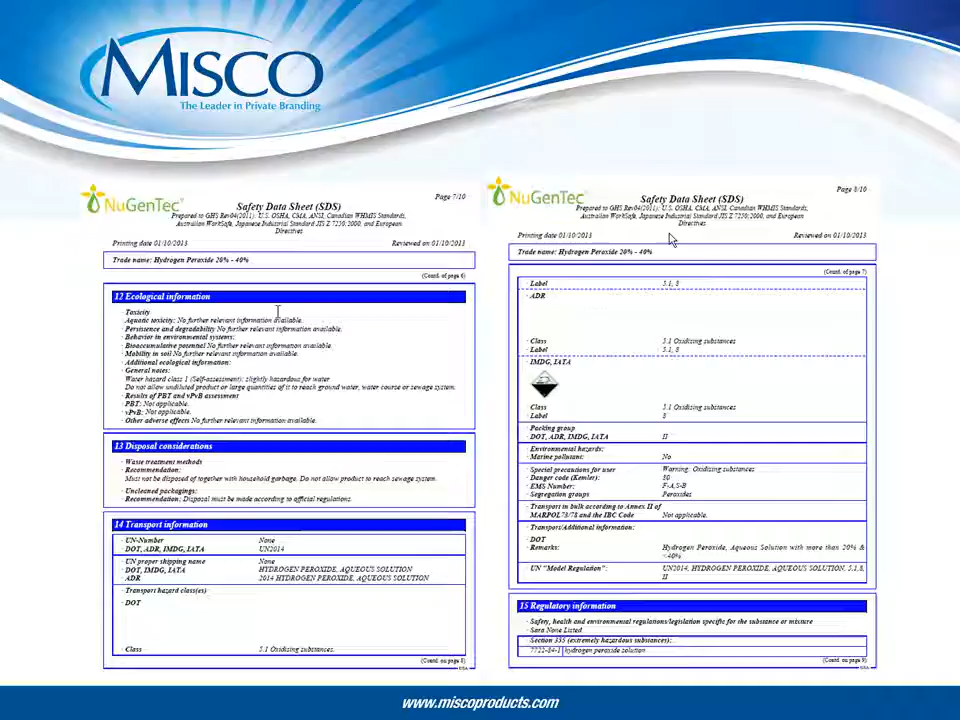 MISCO
The Leader in Private Branding
NuGenTec
Page 7/10
Safety Data Sheet (SDS)
Prepared to GHS Rev04(2011): U.S. OSHA, CMA, ANSI, Canadian WHMIS Standards,
Australian WorkSafe, Japanese Industrial Standard JIS Z 7250:2000, and European
Directives
Printing date 01/10/2013
Reviewed on 01/10/2013
Trade name: Hydrogen Peroxide 20% - 40%
(Contd. of page 6)
12 Ecological information
· Toxicity
· Aquatic toxicity: No further relevant information available.
· Persistence and degradability No further relevant information available.
· Behavior in environmental systems:
· Bioaccumulative potential No further relevant information available.
· Mobility in soil No further relevant information available.
· Additional ecological information:
· General notes:
Water hazard class 1 (Self-assessment): slightly hazardous for water
Do not allow undiluted product or large quantities of it to reach ground water, water course or sewage system.
· Results of PBT and vPvB assessment
· PBT: Not applicable.
· vPvB: Not applicable.
· Other adverse effects No further relevant information available.
13 Disposal considerations
· Waste treatment methods
· Recommendation:
Must not be disposed of together with household garbage. Do not allow product to reach sewage system.
· Uncleaned packagings:
· Recommendation: Disposal must be made according to official regulations.
14 Transport information
· UN-Number None
· DOT, ADR, IMDG, IATA UN2014
· UN proper shipping name None
· DOT, IMDG, IATA HYDROGEN PEROXIDE, AQUEOUS SOLUTION
· ADR 2014 HYDROGEN PEROXIDE, AQUEOUS SOLUTION
· Transport hazard class(es)
· DOT
· Class 5.1 Oxidising substances.
(Contd. on page 8)
USA
NuGenTec
Page 8/10
Safety Data Sheet (SDS)
Prepared to GHS Rev04(2011): U.S. OSHA, CMA, ANSI, Canadian WHMIS Standards,
Australian WorkSafe, Japanese Industrial Standard JIS Z 7250:2000, and European
Directives
Printing date 01/10/2013
Reviewed on 01/10/2013
Trade name: Hydrogen Peroxide 20% - 40%
(Contd. of page 7)
· Label 5.1, 8
· ADR
· Class 5.1 Oxidising substances
· Label 5.1, 8
· IMDG, IATA
· Class 5.1 Oxidising substances
· Label 8
· Packing group
· DOT, ADR, IMDG, IATA II
· Environmental hazards:
· Marine pollutant: No
· Special precautions for user Warning: Oxidising substances
· Danger code (Kemler): 80
· EMS Number: F-A,S-B
· Segregation groups Peroxides
· Transport in bulk according to Annex II of
MARPOL73/78 and the IBC Code Not applicable.
· Transport/Additional information:
· DOT
· Remarks: Hydrogen Peroxide, Aqueous Solution with more than 20% &
<40%
· UN "Model Regulation": UN2014, HYDROGEN PEROXIDE, AQUEOUS SOLUTION, 5.1,8,
II
15 Regulatory information
· Safety, health and environmental regulations/legislation specific for the substance or mixture
· Sara None Listed
· Section 355 (extremely hazardous substances):
7722-84-1 hydrogen peroxide solution
(Contd. on page 9)
USA
www.miscoproducts.com